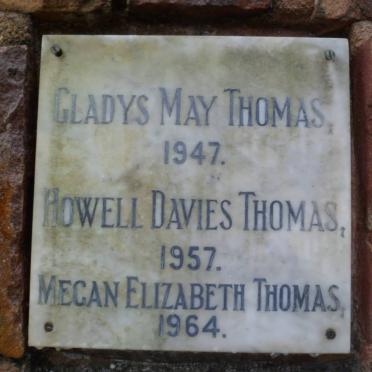 GLADYS MAY THOMAS,
1947.
HOWELL DAVIES THOMAS,
1957.
MEGAN ELIZABETH THOMAS,
1964.